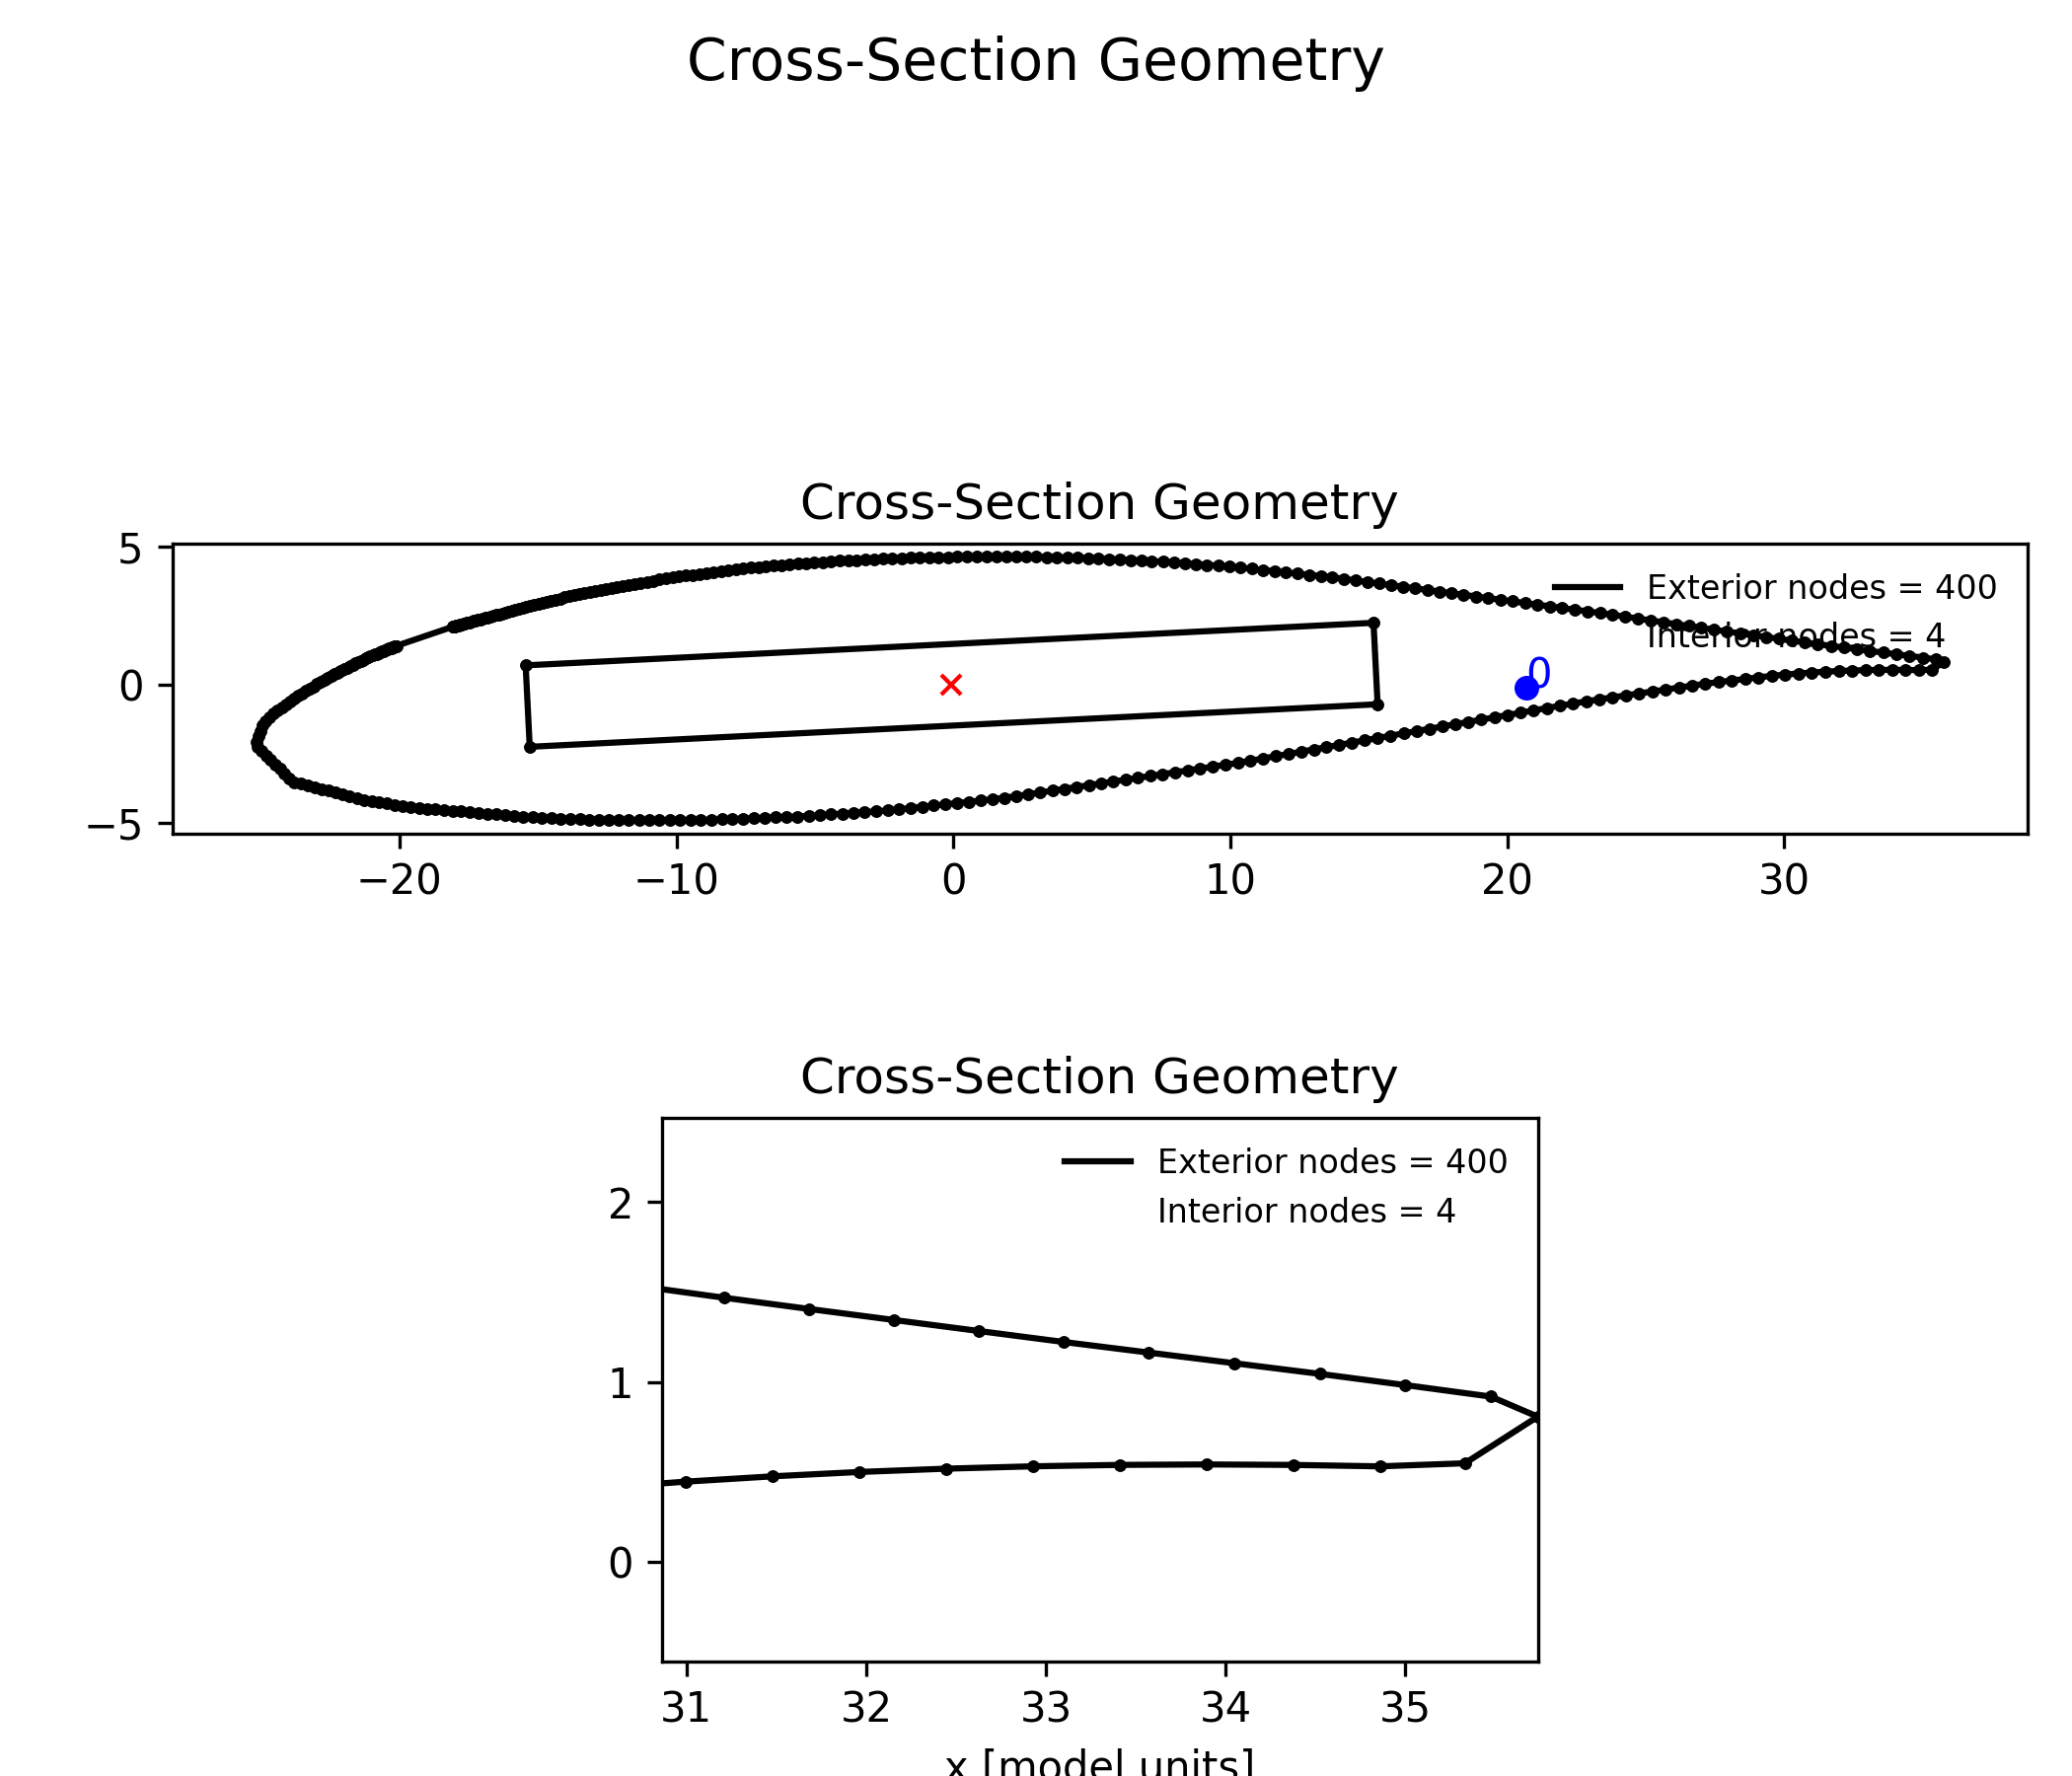 Cross-Section Geometry
Cross-Section Geometry
5
0
−5
Exterior nodes = 400
Interior nodes = 4
0
−20 −10 0 10 20 30
Cross-Section Geometry
Exterior nodes = 400
Interior nodes = 4
2
1
0
31 32 33 34 35
x [model units]